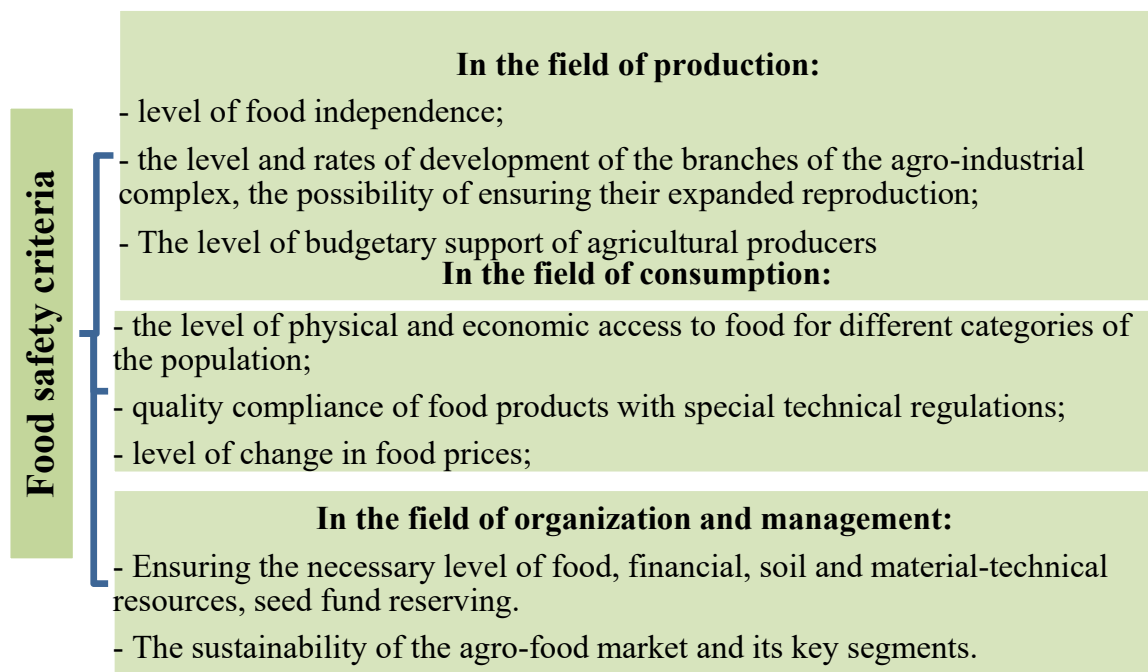 Food safety criteria
In the field of production:
- level of food independence;
- the level and rates of development of the branches of the agro-industrial
complex, the possibility of ensuring their expanded reproduction;
- The level of budgetary support of agricultural producers
In the field of consumption:
- the level of physical and economic access to food for different categories of
the population;
- quality compliance of food products with special technical regulations;
- level of change in food prices;
In the field of organization and management:
- Ensuring the necessary level of food, financial, soil and material-technical
resources, seed fund reserving.
- The sustainability of the agro-food market and its key segments.